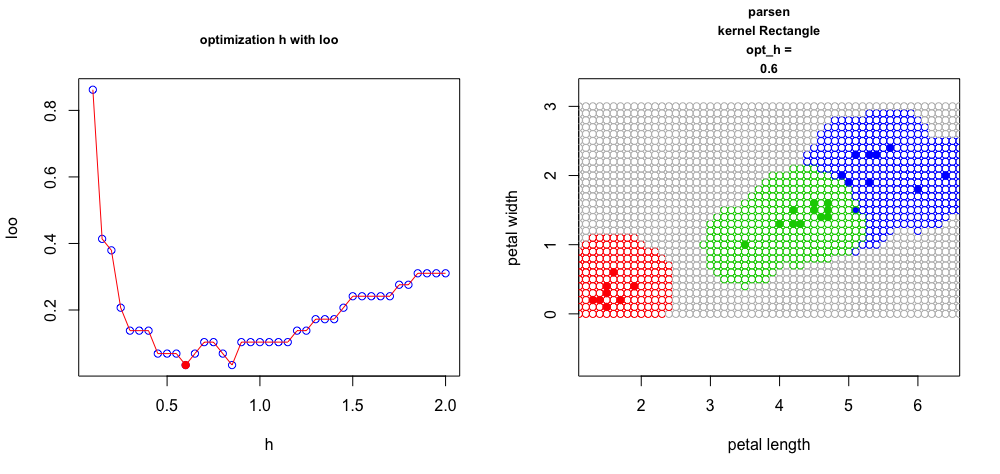 optimization h with loo
loo
0.2
0.4
0.6
0.8
0.5
1.0
1.5
2.0
h
parsen
kernel Rectangle
opt_h =
0.6
petal width
0
1
2
3
2
3
4
5
6
petal length